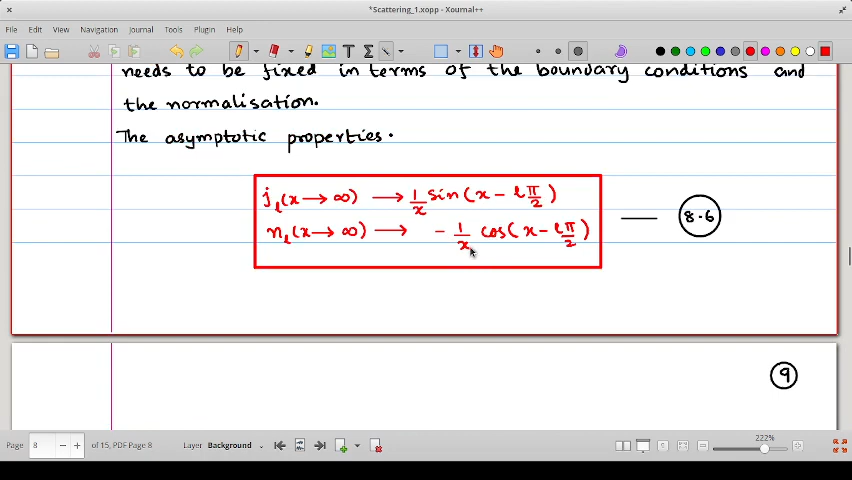 *Scattering_1.xopp - Xournal++
File Edit View Navigation Journal Tools Plugin Help
needs to be fixed in terms of the boundary conditions and
the normalisation.
The asymptotic properties.
j_l(x → ∞) → 1/x sin(x - lπ/2)
n_l(x → ∞) → - 1/x cos(x - lπ/2)
8.6
9
Page 8 of 15, PDF Page 8 Layer Background 222%